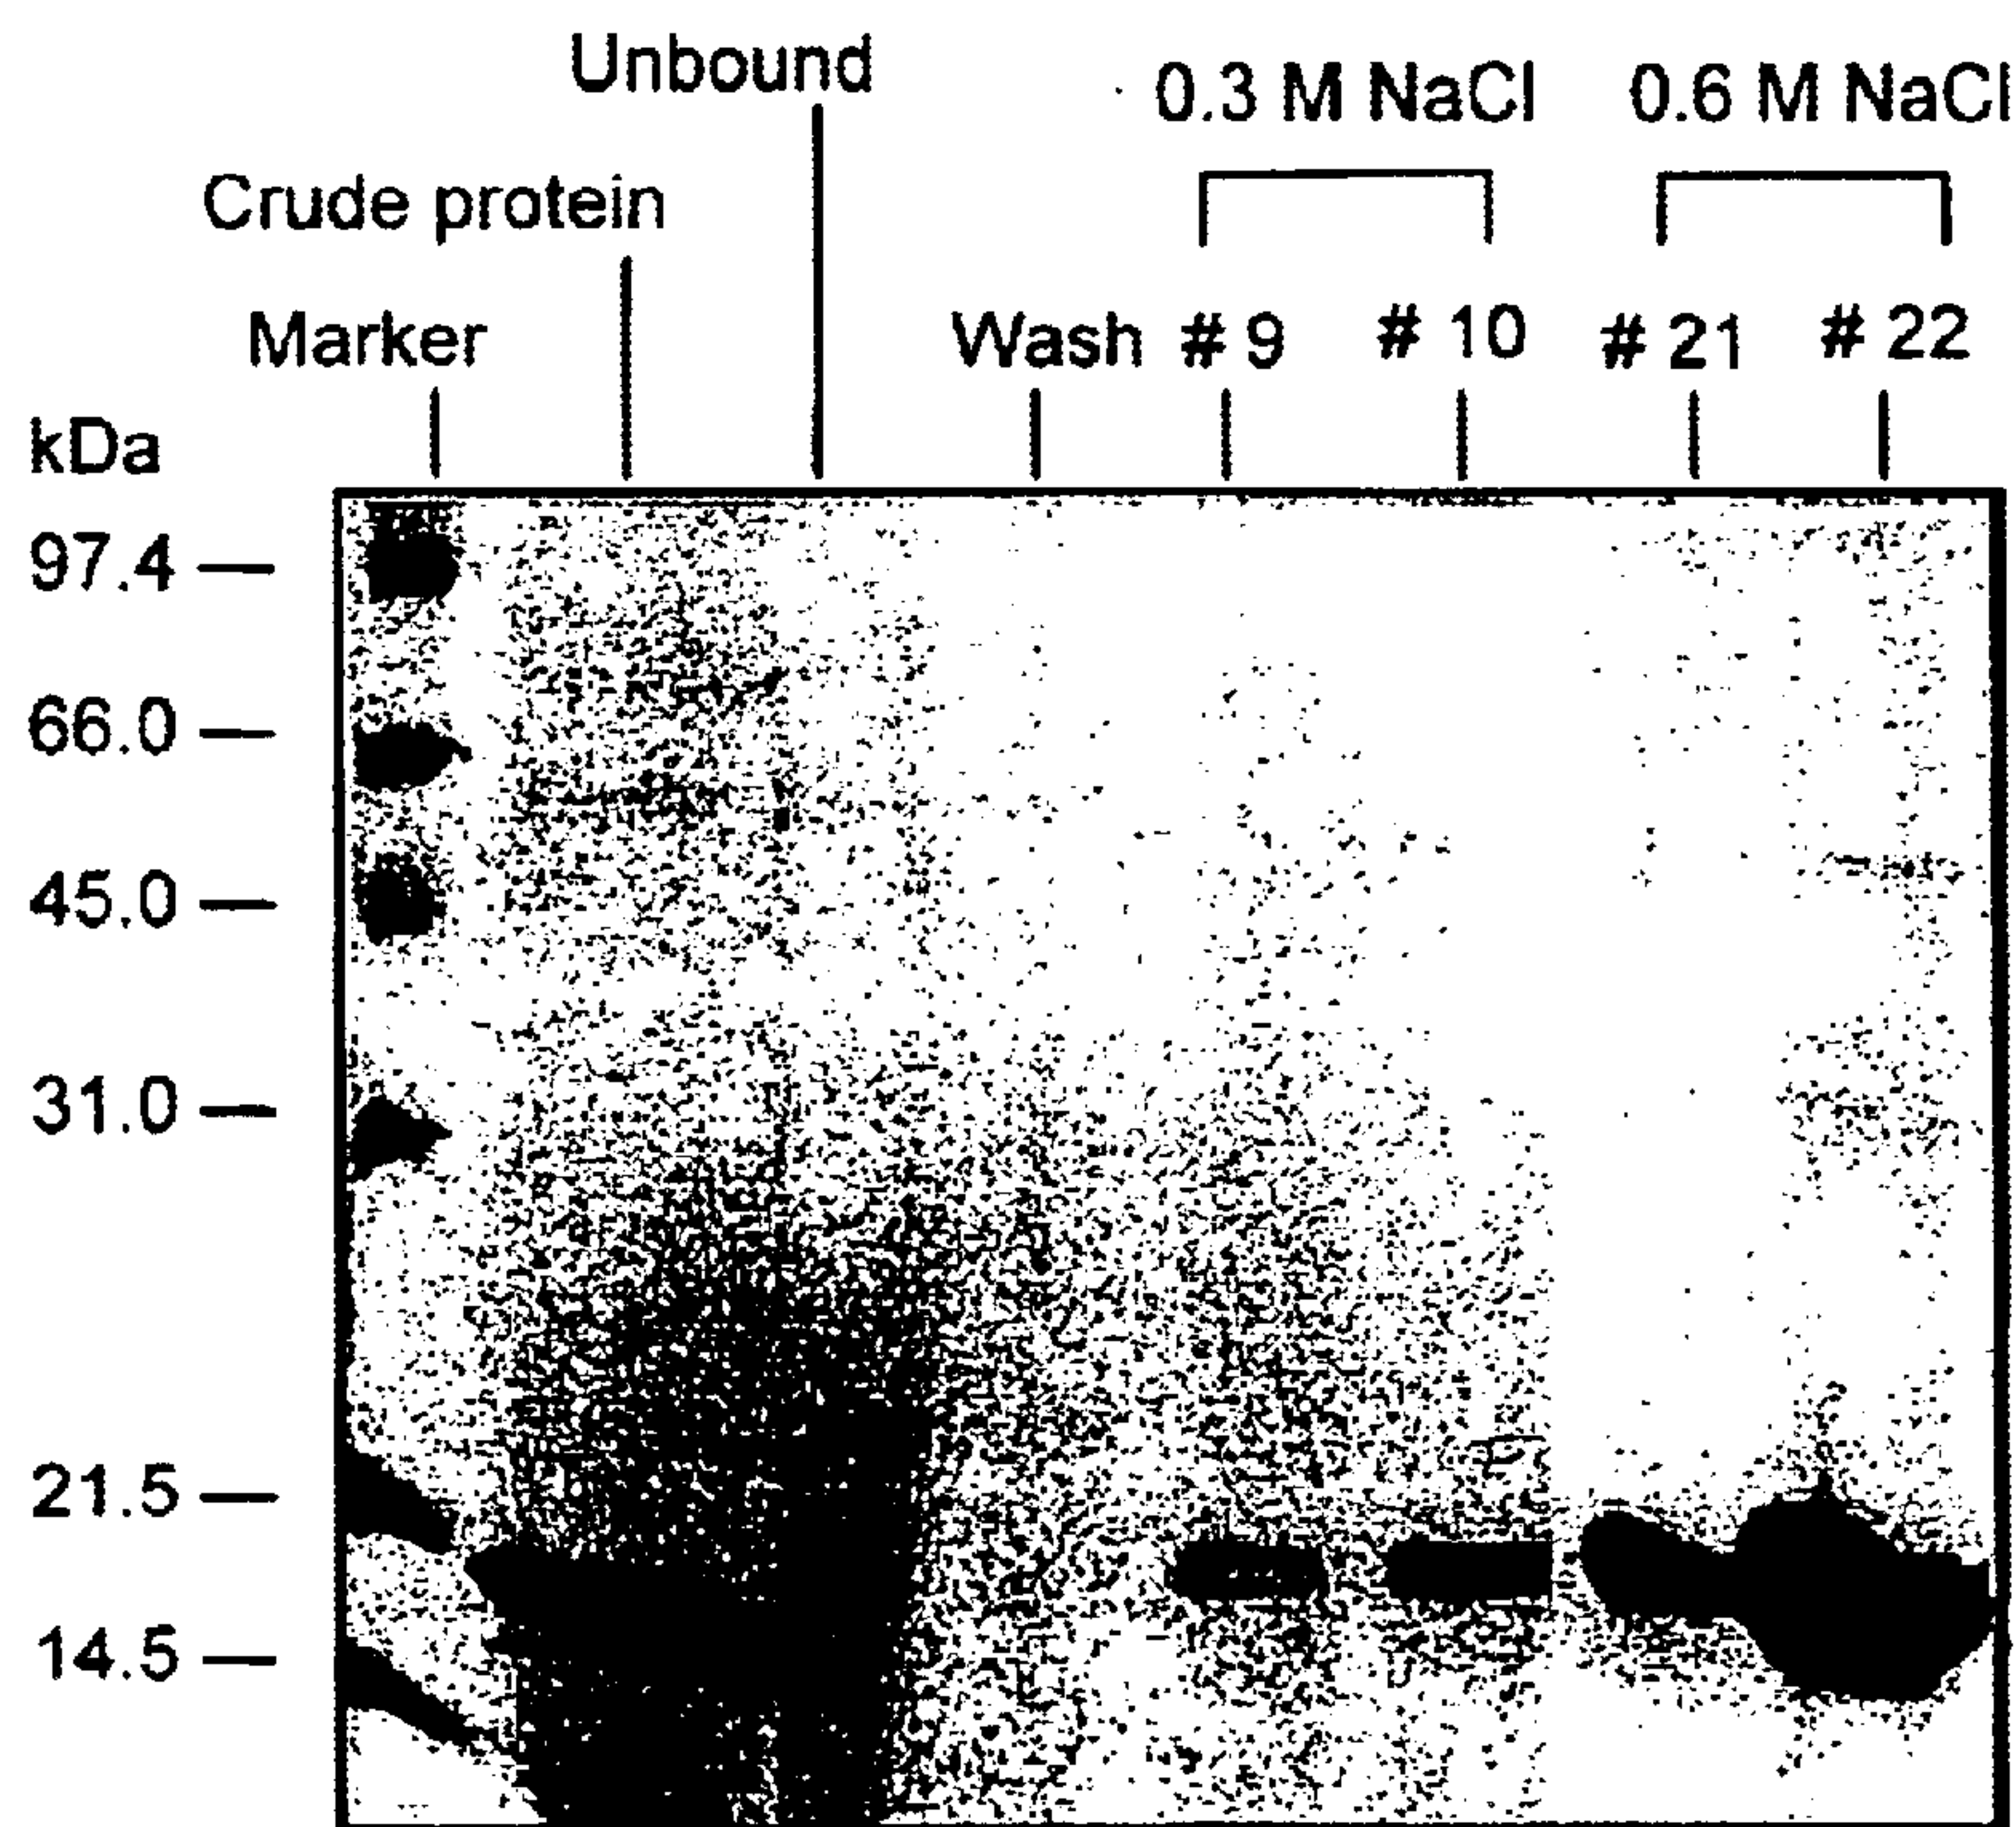 Unbound
0.3 M NaCl 0.6 M NaCl
Crude protein
Marker Wash # 9 # 10 # 21 # 22
kDa
97.4
66.0
45.0
31.0
21.5
14.5